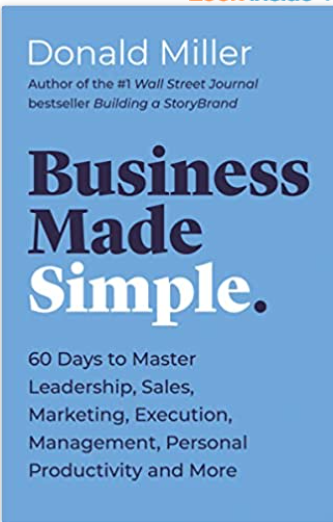 Donald Miller
Author of the #1 Wall Street Journal
bestseller Building a StoryBrand
Business
Made
Simple.
60 Days to Master
Leadership, Sales,
Marketing, Execution,
Management, Personal
Productivity and More